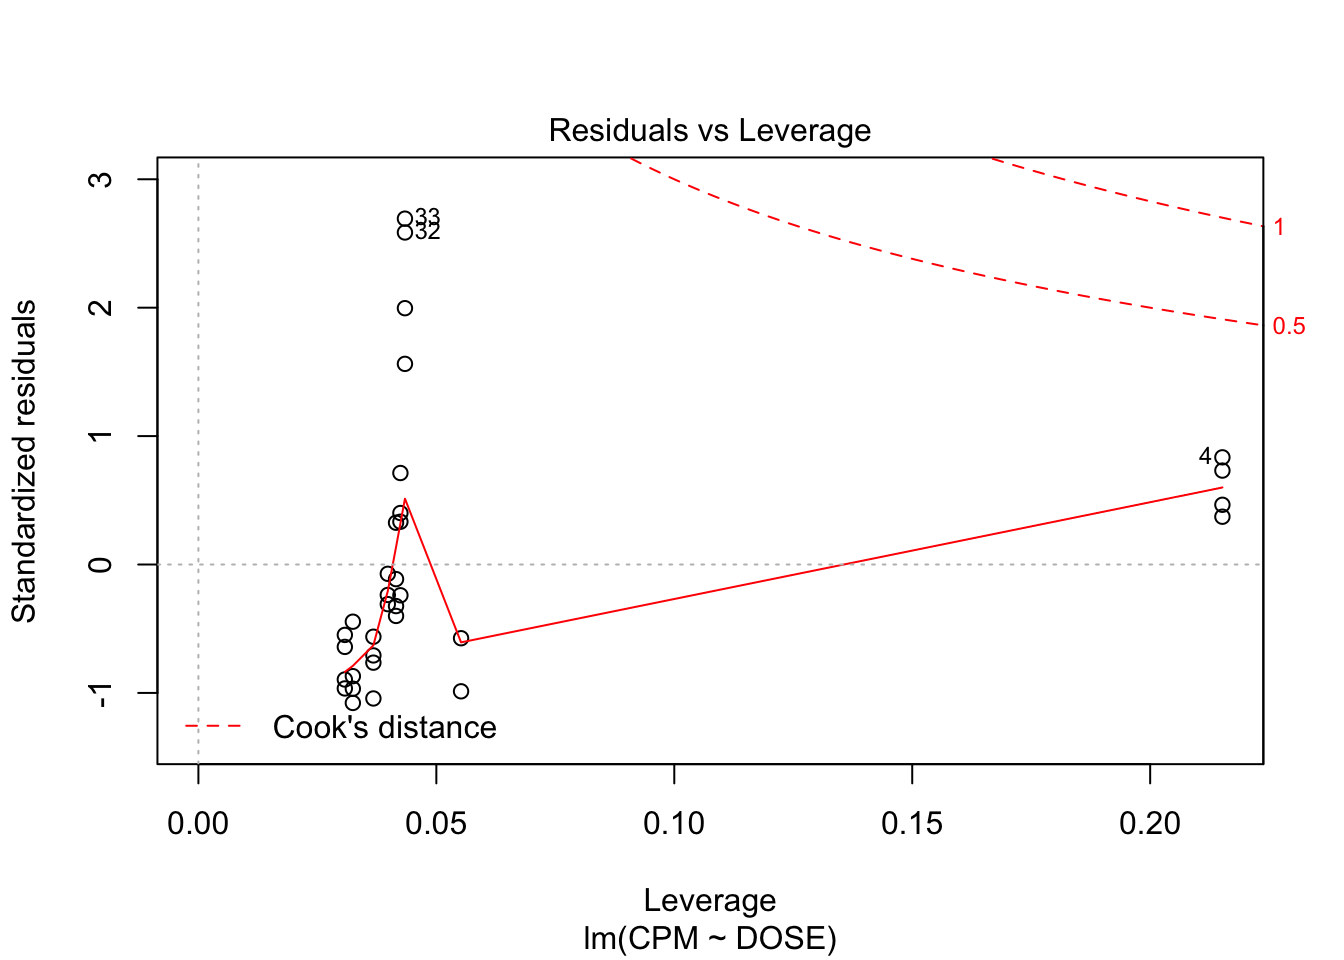 Residuals vs Leverage
Standardized residuals
3
2
1
0
-1
33
32
4
1
0.5
Cook's distance
0.00 0.05 0.10 0.15 0.20
Leverage
lm(CPM ~ DOSE)